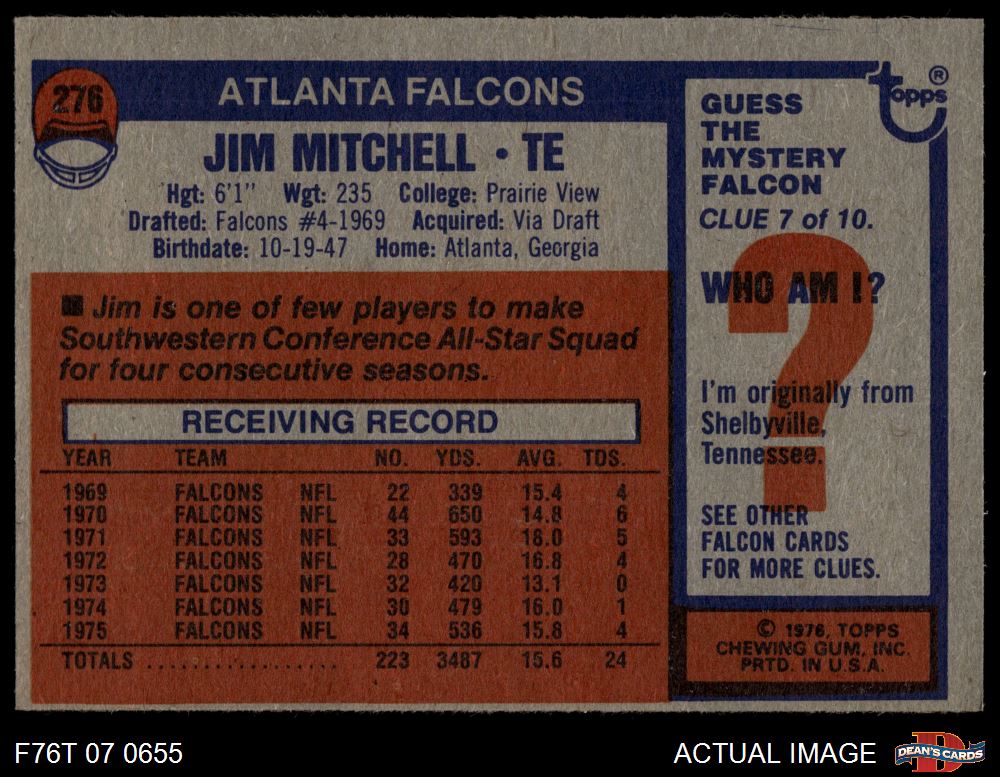 276
ATLANTA FALCONS
JIM MITCHELL • TE
Hgt: 6'1" Wgt: 235 College: Prairie View
Drafted: Falcons #4-1969 Acquired: Via Draft
Birthdate: 10-19-47 Home: Atlanta, Georgia
■ Jim is one of few players to make
Southwestern Conference All-Star Squad
for four consecutive seasons.
RECEIVING RECORD
YEAR TEAM NO. YDS. AVG. TDS.
1969 FALCONS NFL 22 339 15.4 4
1970 FALCONS NFL 44 650 14.8 6
1971 FALCONS NFL 33 593 18.0 5
1972 FALCONS NFL 28 470 16.8 4
1973 FALCONS NFL 32 420 13.1 0
1974 FALCONS NFL 30 479 16.0 1
1975 FALCONS NFL 34 536 15.8 4
TOTALS .................. 223 3487 15.6 24
topps®
GUESS
THE
MYSTERY
FALCON
CLUE 7 of 10.
?
WHO AM I?
I'm originally from
Shelbyville,
Tennessee.
SEE OTHER
FALCON CARDS
FOR MORE CLUES.
© 1976, TOPPS
CHEWING GUM, INC.
PRTD. IN U.S.A.
F76T 07 0655
ACTUAL IMAGE
D
DEAN'S CARDS